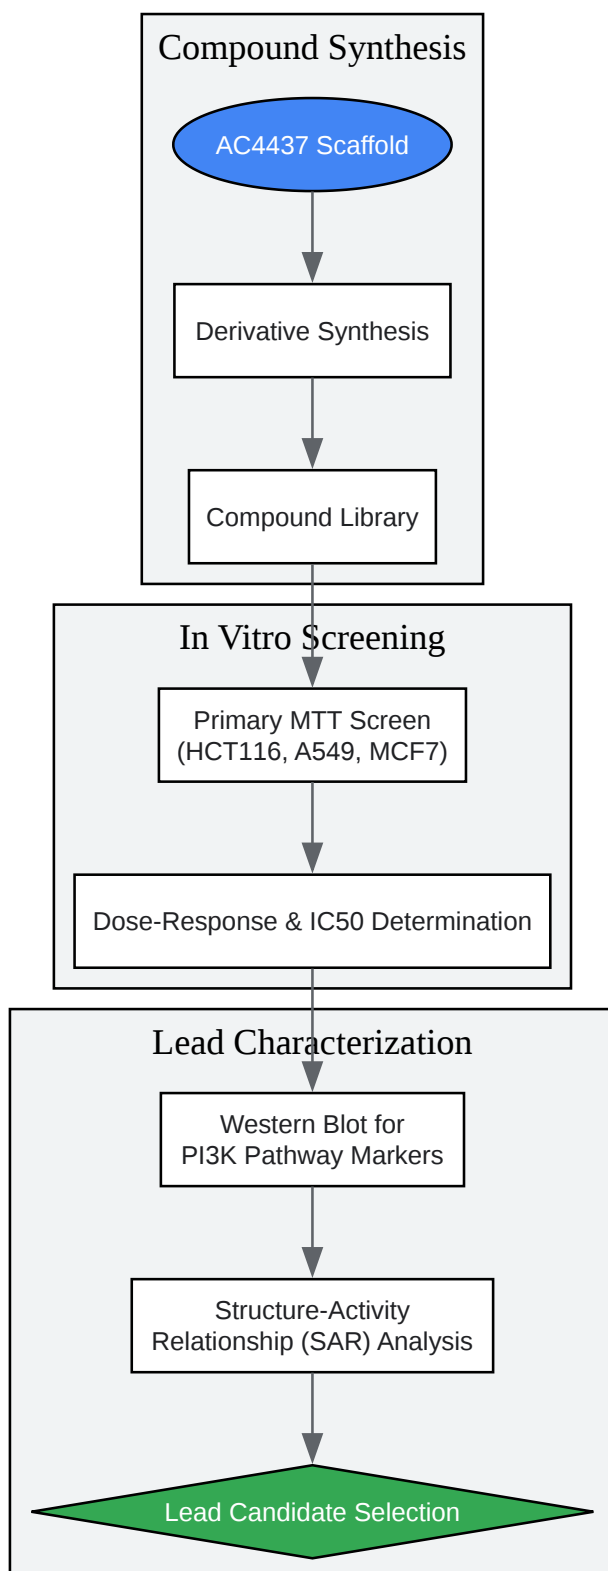 Compound Synthesis
AC4437 Scaffold
Derivative Synthesis
Compound Library
In Vitro Screening
Primary MTT Screen
(HCT116, A549, MCF7)
Dose-Response & IC50 Determination
Lead Characterization
Western Blot for
PI3K Pathway Markers
Structure-Activity
Relationship (SAR) Analysis
Lead Candidate Selection